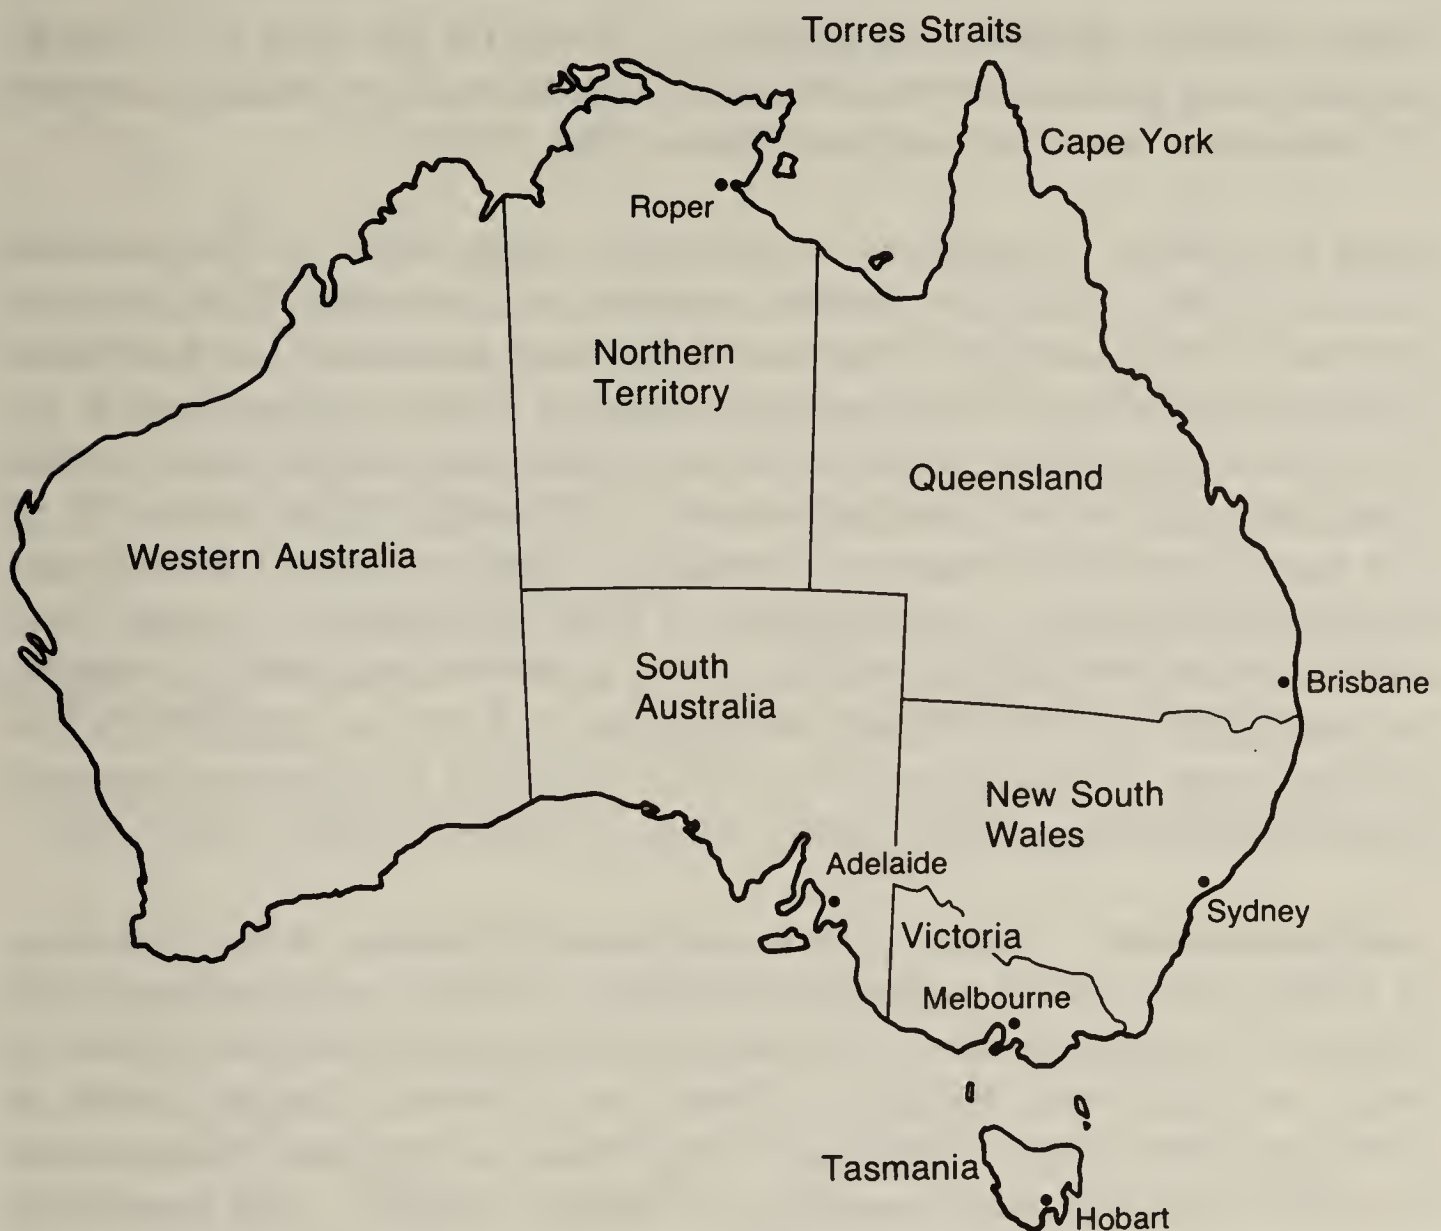 Torres Straits
Cape York
Roper
Northern
Territory
Queensland
Western Australia
South
Australia
Brisbane
New South
Wales
Adelaide
Sydney
Victoria
Melbourne
Tasmania
Hobart